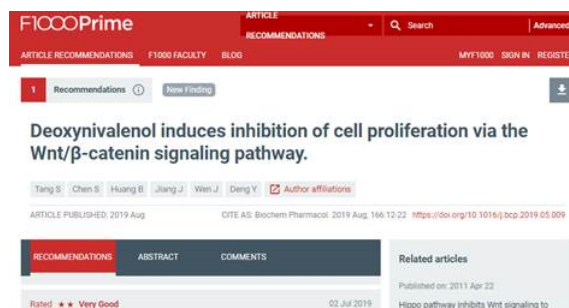 F1000Prime
ARTICLE
RECOMMENDATIONS
Search
Advanced
ARTICLE RECOMMENDATIONS F1000 FACULTY BLOG
MYF1000 SIGN IN REGISTE
1 Recommendations New Finding
Deoxynivalenol induces inhibition of cell proliferation via the
Wnt/β-catenin signaling pathway.
Tang S Chen S Huang B Jiang J Wen J Deng Y Author affiliations
ARTICLE PUBLISHED: 2019 Aug
CITE AS: Biochem Pharmacol. 2019 Aug; 166:12-22 https://doi.org/10.1016/j.bcp.2019.05.009
RECOMMENDATIONS ABSTRACT COMMENTS
Related articles
Published on: 2011 Apr 22
Rated ★★ Very Good 02 Jul 2019
Hippo pathway inhibits Wnt signaling to